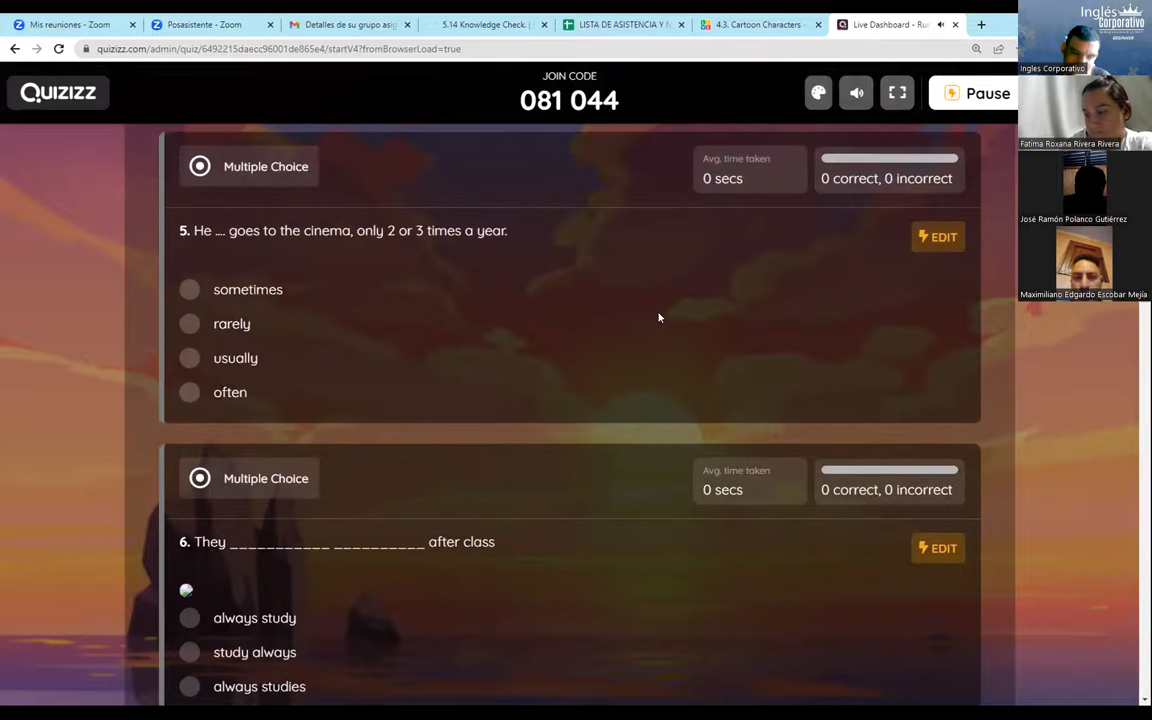 Mis reuniones - Zoom
Posasistente - Zoom
Detalles de su grupo asig
5.14 Knowledge Check. |
LISTA DE ASISTENCIA Y N
4.3. Cartoon Characters -
Live Dashboard - Run
quizizz.com/admin/quiz/6492215daecc96001de865e4/startV4?fromBrowserLoad=true
Inglés
Corporativo
BEGINNER
Ingles Corporativo
Fatima Roxana Rivera Rivera
José Ramón Polanco Gutiérrez
Maximiliano Edgardo Escobar Mejía
Quizizz
JOIN CODE
081 044
Pause
Multiple Choice
Avg. time taken
0 secs
0 correct, 0 incorrect
5. He .... goes to the cinema, only 2 or 3 times a year.
EDIT
sometimes
rarely
usually
often
Multiple Choice
Avg. time taken
0 secs
0 correct, 0 incorrect
6. They ___________ __________ after class
EDIT
always study
study always
always studies